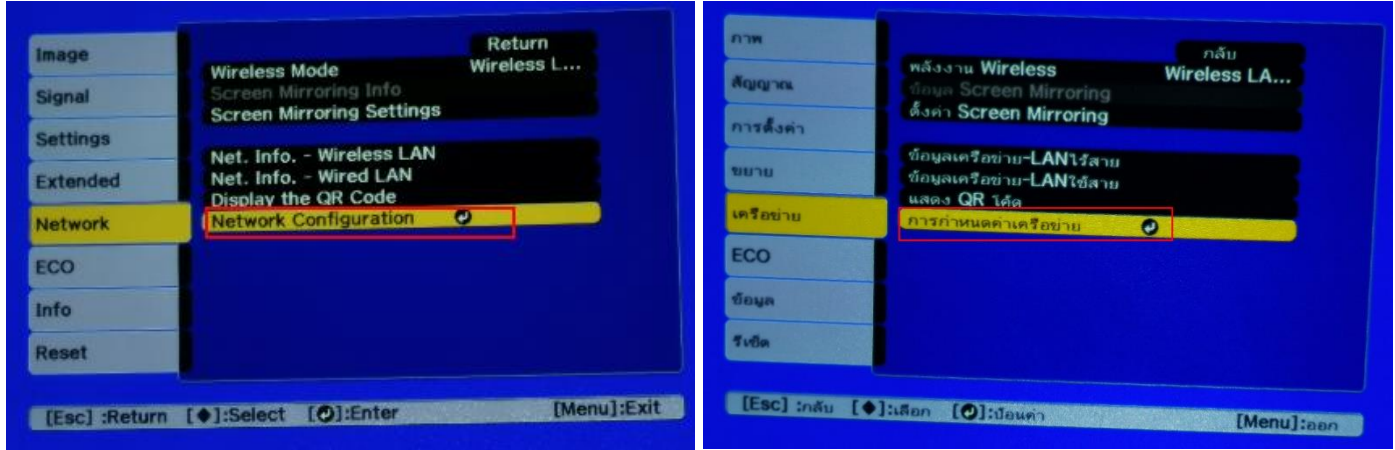 Image
Signal
Settings
Extended
Network
ECO
Info
Reset
Return
Wireless Mode Wireless L...
Screen Mirroring Info
Screen Mirroring Settings
Net. Info. - Wireless LAN
Net. Info. - Wired LAN
Display the QR Code
Network Configuration
[Esc] :Return [◆]:Select [⏎]:Enter [Menu]:Exit
ภาพ
สัญญาณ
การตั้งค่า
ขยาย
เครือข่าย
ECO
ข้อมูล
รีเซ็ต
กลับ
พลังงาน Wireless Wireless LA...
ข้อมูล Screen Mirroring
ตั้งค่า Screen Mirroring
ข้อมูลเครือข่าย-LANไร้สาย
ข้อมูลเครือข่าย-LANใช้สาย
แสดง QR โค้ด
การกำหนดค่าเครือข่าย
[Esc] :กลับ [◆]:เลือก [⏎]:ป้อนค่า [Menu]:ออก